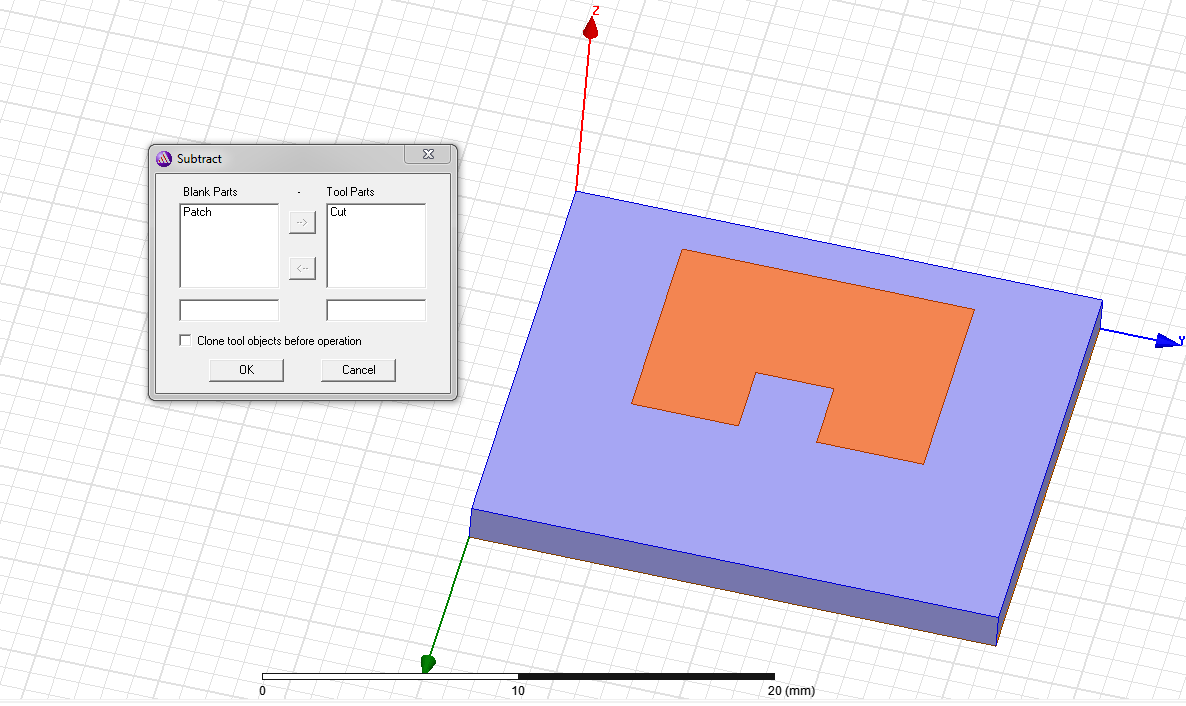 Z
Subtract
Blank Parts - Tool Parts
Patch Cut
-->
<--
Clone tool objects before operation
OK Cancel
Y
0 10 20 (mm)